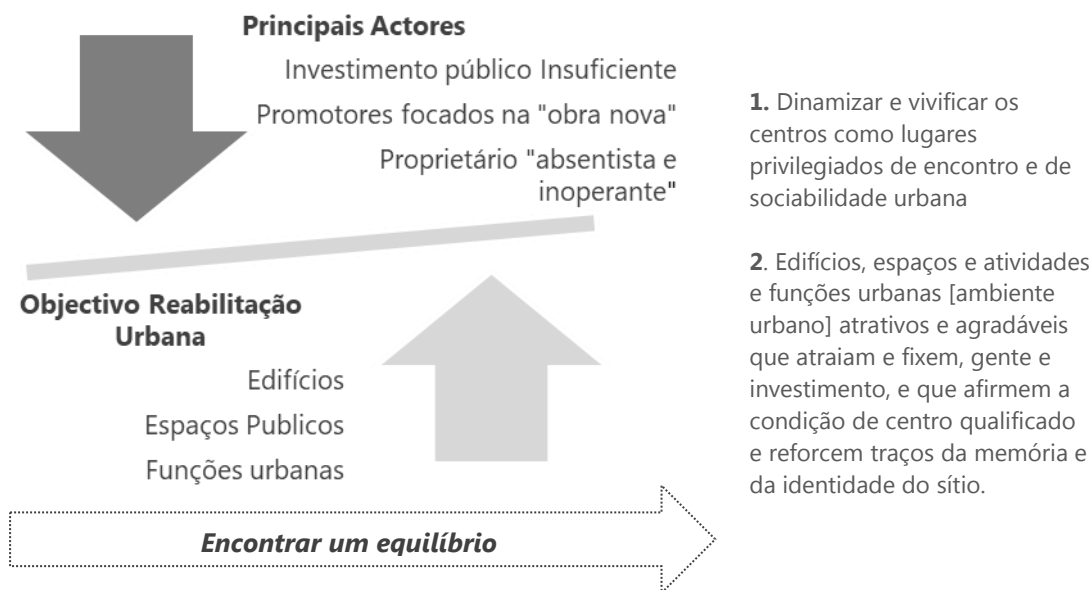 Principais Actores
Investimento público Insuficiente
Promotores focados na "obra nova"
Proprietário "absentista e
inoperante"
Objectivo Reabilitação
Urbana
Edifícios
Espaços Publicos
Funções urbanas
Encontrar um equilíbrio
1. Dinamizar e vivificar os
centros como lugares
privilegiados de encontro e de
sociabilidade urbana
2. Edifícios, espaços e atividades
e funções urbanas [ambiente
urbano] atrativos e agradáveis
que atraiam e fixem, gente e
investimento, e que afirmem a
condição de centro qualificado
e reforcem traços da memória e
da identidade do sítio.